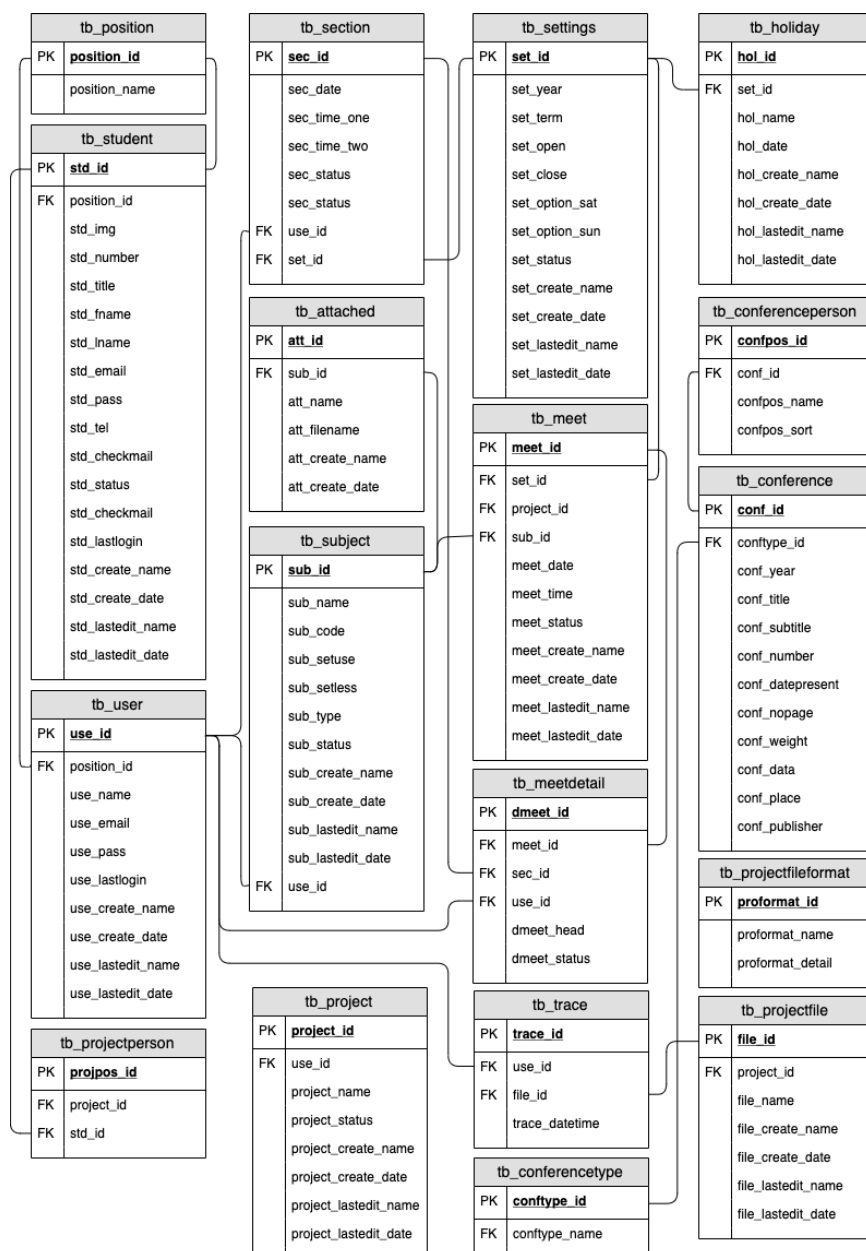 tb_position
PK position_id
position_name
tb_student
PK std_id
FK position_id
std_img
std_number
std_title
std_fname
std_lname
std_email
std_pass
std_tel
std_checkmail
std_status
std_checkmail
std_lastlogin
std_create_name
std_create_date
std_lastedit_name
std_lastedit_date
tb_user
PK use_id
FK position_id
use_name
use_email
use_pass
use_lastlogin
use_create_name
use_create_date
use_lastedit_name
use_lastedit_date
tb_projectperson
PK projpos_id
FK project_id
FK std_id
tb_section
PK sec_id
sec_date
sec_time_one
sec_time_two
sec_status
sec_status
FK use_id
FK set_id
tb_attached
PK att_id
FK sub_id
att_name
att_filename
att_create_name
att_create_date
tb_subject
PK sub_id
sub_name
sub_code
sub_setuse
sub_setless
sub_type
sub_status
sub_create_name
sub_create_date
sub_lastedit_name
sub_lastedit_date
FK use_id
tb_project
PK project_id
FK use_id
project_name
project_status
project_create_name
project_create_date
project_lastedit_name
project_lastedit_date
tb_settings
PK set_id
set_year
set_term
set_open
set_close
set_option_sat
set_option_sun
set_status
set_create_name
set_create_date
set_lastedit_name
set_lastedit_date
tb_meet
PK meet_id
FK set_id
FK project_id
FK sub_id
meet_date
meet_time
meet_status
meet_create_name
meet_create_date
meet_lastedit_name
meet_lastedit_date
tb_meetdetail
PK dmeet_id
FK meet_id
FK sec_id
FK use_id
dmeet_head
dmeet_status
tb_trace
PK trace_id
FK use_id
FK file_id
trace_datetime
tb_conferencetype
PK conftype_id
FK conftype_name
tb_holiday
PK hol_id
FK set_id
hol_name
hol_date
hol_create_name
hol_create_date
hol_lastedit_name
hol_lastedit_date
tb_conferenceperson
PK confpos_id
FK conf_id
confpos_name
confpos_sort
tb_conference
PK conf_id
FK conftype_id
conf_year
conf_title
conf_subtitle
conf_number
conf_datepresent
conf_nopage
conf_weight
conf_data
conf_place
conf_publisher
tb_projectfileformat
PK proformat_id
proformat_name
proformat_detail
tb_projectfile
PK file_id
FK project_id
file_name
file_create_name
file_create_date
file_lastedit_name
file_lastedit_date